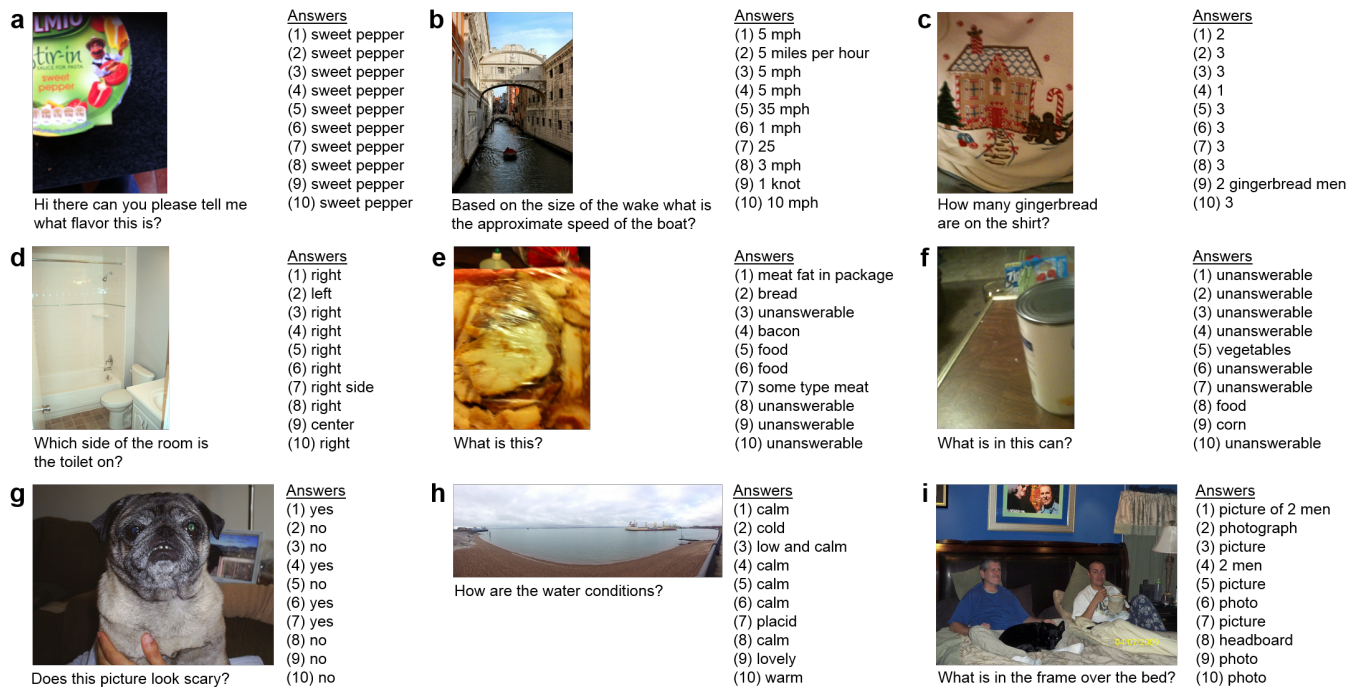 a
LMIO
stir-in
SAUCE FOR PASTA
sweet
pepper
Hi there can you please tell me
what flavor this is?
Answers
(1) sweet pepper
(2) sweet pepper
(3) sweet pepper
(4) sweet pepper
(5) sweet pepper
(6) sweet pepper
(7) sweet pepper
(8) sweet pepper
(9) sweet pepper
(10) sweet pepper
b
Based on the size of the wake what is
the approximate speed of the boat?
Answers
(1) 5 mph
(2) 5 miles per hour
(3) 5 mph
(4) 5 mph
(5) 35 mph
(6) 1 mph
(7) 25
(8) 3 mph
(9) 1 knot
(10) 10 mph
c
How many gingerbread
are on the shirt?
Answers
(1) 2
(2) 3
(3) 3
(4) 1
(5) 3
(6) 3
(7) 3
(8) 3
(9) 2 gingerbread men
(10) 3
d
Which side of the room is
the toilet on?
Answers
(1) right
(2) left
(3) right
(4) right
(5) right
(6) right
(7) right side
(8) right
(9) center
(10) right
e
What is this?
Answers
(1) meat fat in package
(2) bread
(3) unanswerable
(4) bacon
(5) food
(6) food
(7) some type meat
(8) unanswerable
(9) unanswerable
(10) unanswerable
f
What is in this can?
Answers
(1) unanswerable
(2) unanswerable
(3) unanswerable
(4) unanswerable
(5) vegetables
(6) unanswerable
(7) unanswerable
(8) food
(9) corn
(10) unanswerable
g
Does this picture look scary?
Answers
(1) yes
(2) no
(3) no
(4) yes
(5) no
(6) yes
(7) yes
(8) no
(9) no
(10) no
h
How are the water conditions?
Answers
(1) calm
(2) cold
(3) low and calm
(4) calm
(5) calm
(6) calm
(7) placid
(8) calm
(9) lovely
(10) warm
i
What is in the frame over the bed?
Answers
(1) picture of 2 men
(2) photograph
(3) picture
(4) 2 men
(5) picture
(6) photo
(7) picture
(8) headboard
(9) photo
(10) photo